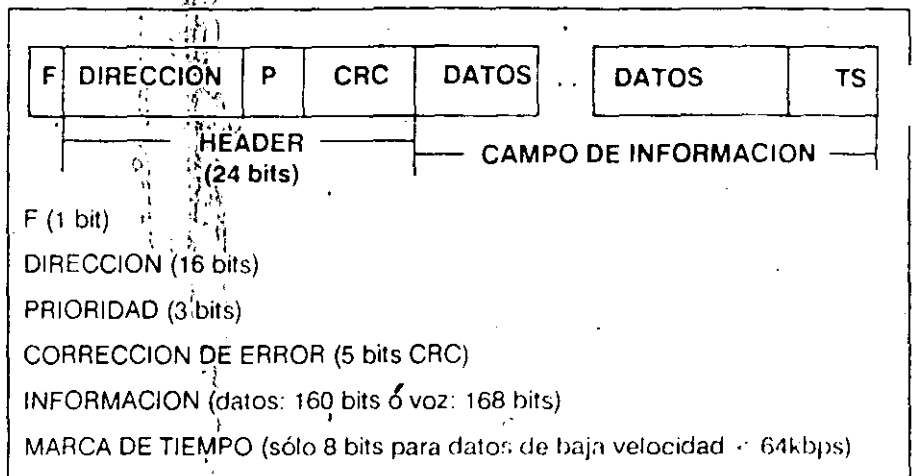 F DIRECCION P CRC DATOS .. DATOS TS
HEADER
(24 bits)
CAMPO DE INFORMACION
F (1 bit)
DIRECCION (16 bits)
PRIORIDAD (3 bits)
CORRECCION DE ERROR (5 bits CRC)
INFORMACION (datos: 160 bits ó voz: 168 bits)
MARCA DE TIEMPO (sólo 8 bits para datos de baja velocidad < 64kbps)